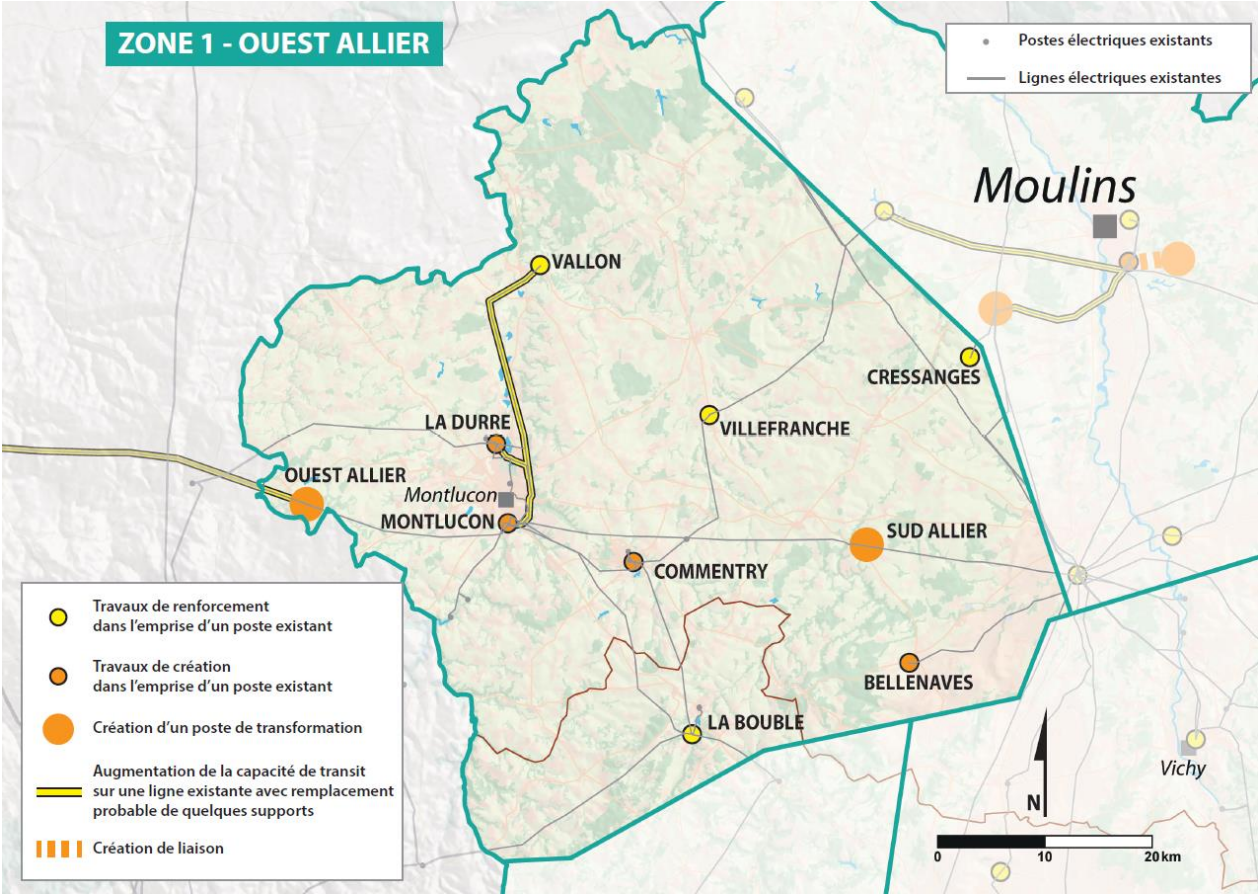 ZONE 1 - OUEST ALLIER
Postes électriques existants
Lignes électriques existantes
Moulins
VALLON
CRESSANGES
LA DURRE
VILLEFRANCHE
OUEST ALLIER
Montlucon
MONTLUCON
SUD ALLIER
COMMENTRY
BELLENAVES
LA BOUBLE
Vichy
Travaux de renforcement
dans l'emprise d'un poste existant
Travaux de création
dans l'emprise d'un poste existant
Création d'un poste de transformation
Augmentation de la capacité de transit
sur une ligne existante avec remplacement
probable de quelques supports
Création de liaison
N
0 10 20 km